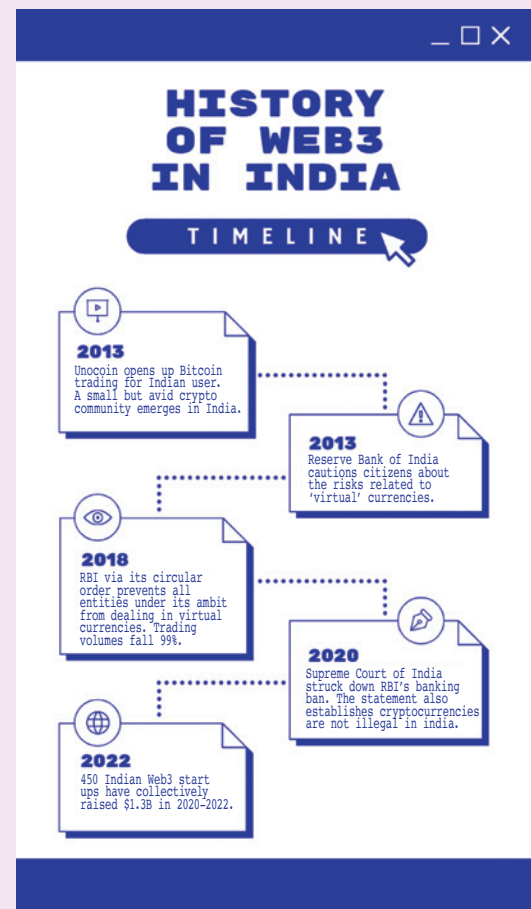 HISTORY
OF WEB3
IN INDIA
TIMELINE
2013
Unocoin opens up Bitcoin
trading for Indian user.
A small but avid crypto
community emerges in India.
2013
Reserve Bank of India
cautions citizens about
the risks related to
‘virtual’ currencies.
2018
RBI via its circular
order prevents all
entities under its ambit
from dealing in virtual
currencies. Trading
volumes fall 99%.
2020
Supreme Court of India
struck down RBI’s banking
ban. The statement also
establishes cryptocurrencies
are not illegal in india.
2022
450 Indian Web3 start
ups have collectively
raised $1.3B in 2020-2022.